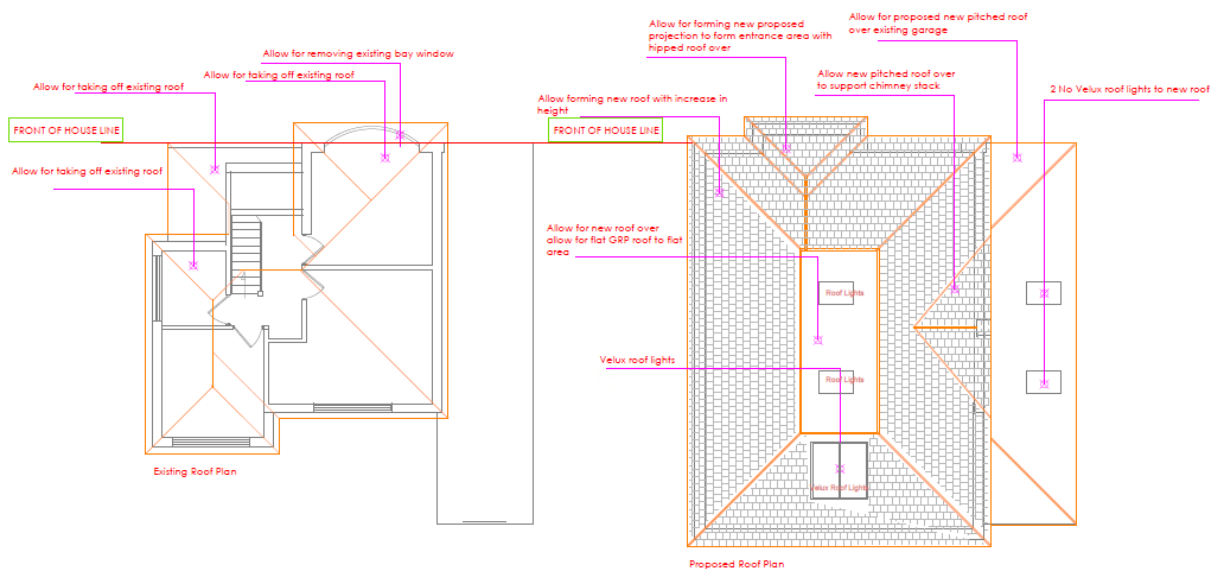 Allow for removing existing bay window
Allow for taking off existing roof
Allow for taking off existing roof
FRONT OF HOUSE LINE
Allow for taking off existing roof
Existing Roof Plan
Allow for forming new proposed
projection to form entrance area with
hipped roof over
Allow for proposed new pitched roof
over existing garage
Allow new pitched roof over
to support chimney stack
2 No Velux roof lights to new roof
Allow forming new roof with increase in
height
FRONT OF HOUSE LINE
Allow for new roof over
allow for flat GRP roof to flat
area
Roof Lights
Velux roof lights
Roof Lights
Velux Roof Lights
Proposed Roof Plan